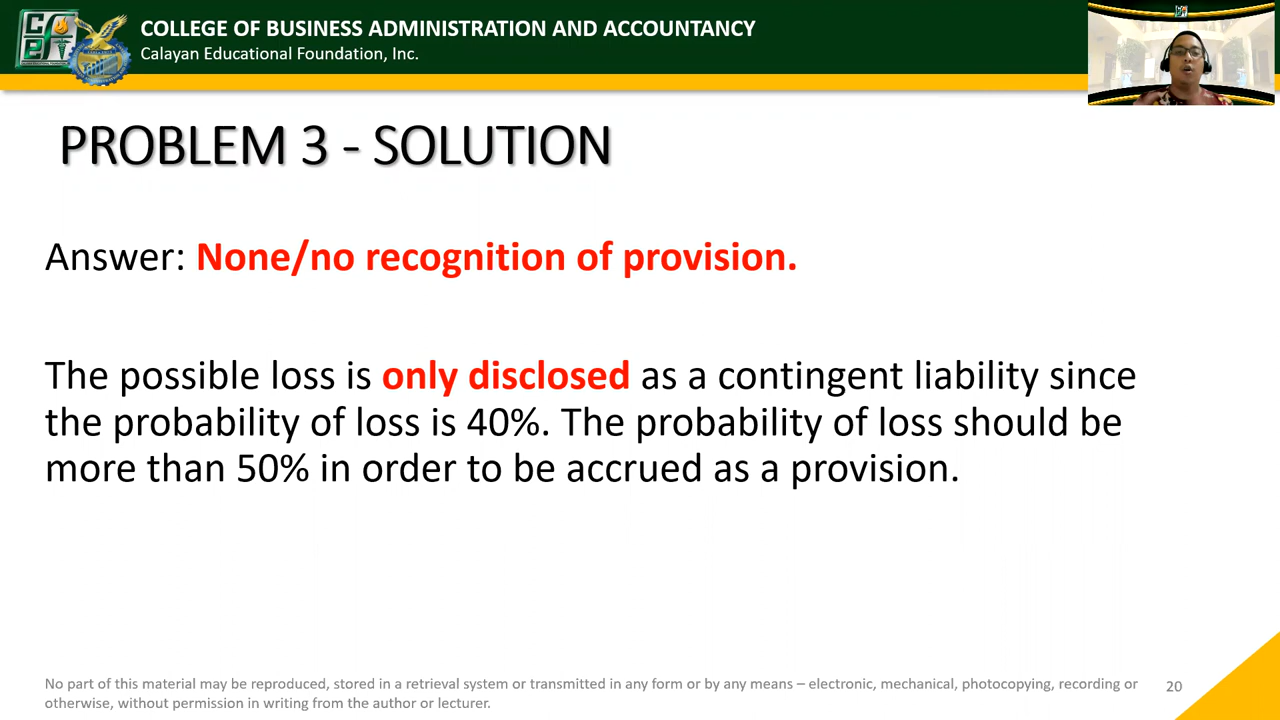 COLLEGE OF BUSINESS ADMINISTRATION AND ACCOUNTANCY
Calayan Educational Foundation, Inc.
PROBLEM 3 - SOLUTION
Answer: None/no recognition of provision.
The possible loss is only disclosed as a contingent liability since
the probability of loss is 40%. The probability of loss should be
more than 50% in order to be accrued as a provision.
No part of this material may be reproduced, stored in a retrieval system or transmitted in any form or by any means – electronic, mechanical, photocopying, recording or
otherwise, without permission in writing from the author or lecturer.
20